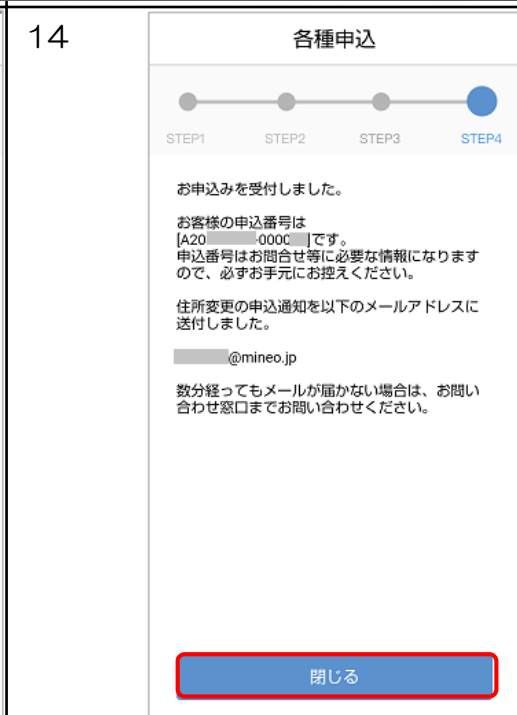 14
各種申込
STEP1 STEP2 STEP3 STEP4
お申込みを受付しました。
お客様の申込番号は
[A20 -0000 ]です。
申込番号はお問合せ等に必要な情報になります
ので、必ずお手元にお控えください。
住所変更の申込通知を以下のメールアドレスに
送付しました。
@mineo.jp
数分経ってもメールが届かない場合は、お問い
合わせ窓口までお問い合わせください。
閉じる